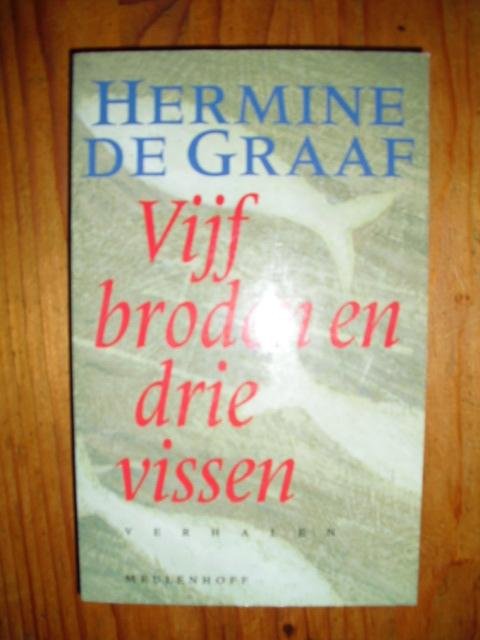 HERMINE
DE GRAAF
Vijf
broden en
drie
vissen
VERHALEN
MEULENHOFF